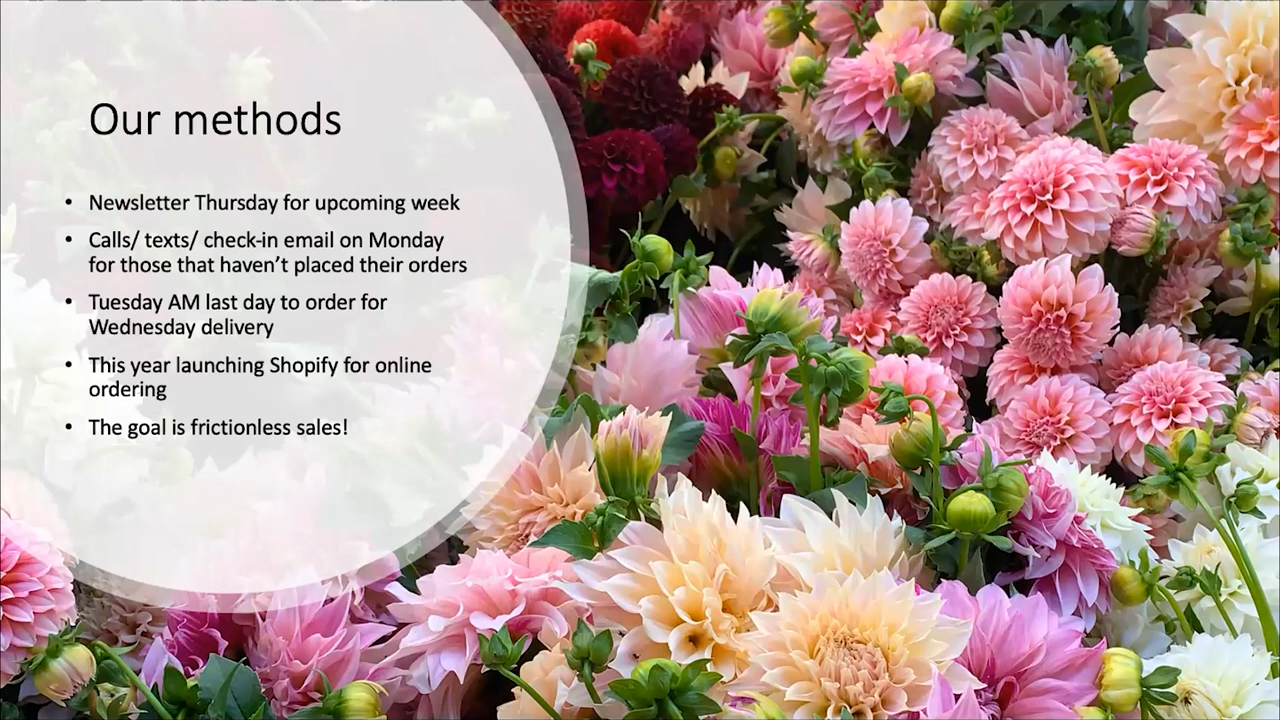 Our methods
• Newsletter Thursday for upcoming week
• Calls/ texts/ check-in email on Monday
for those that haven’t placed their orders
• Tuesday AM last day to order for
Wednesday delivery
• This year launching Shopify for online
ordering
• The goal is frictionless sales!